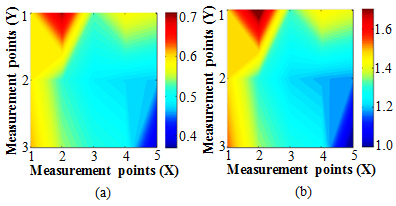 1
2
3
1 2 3 4 5
Measurement points (Y)
Measurement points (X)
0.7
0.6
0.5
0.4
(a)
1
2
3
1 2 3 4 5
Measurement points (Y)
Measurement points (X)
1.6
1.4
1.2
1.0
(b)